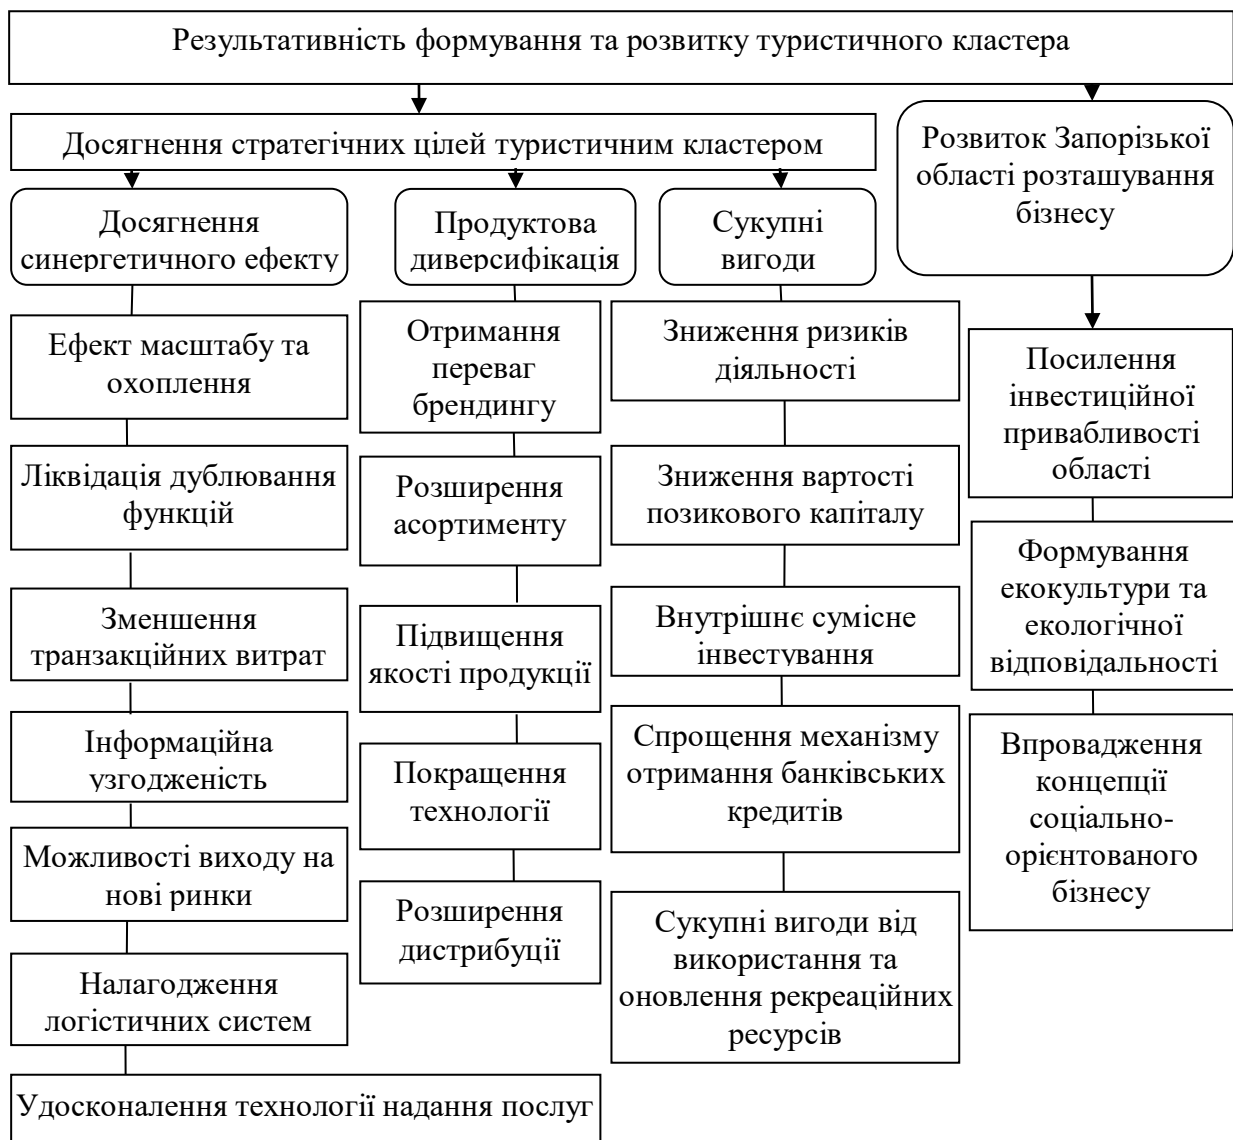 Результативність формування та розвитку туристичного кластера
Досягнення стратегічних цілей туристичним кластером
Розвиток Запорізької
області розташування
бізнесу
Досягнення
синергетичного ефекту
Ефект масштабу та
охоплення
Ліквідація дублювання
функцій
Зменшення
транзакційних витрат
Інформаційна
узгодженість
Можливості виходу на
нові ринки
Налагодження
логістичних систем
Удосконалення технології надання послуг
Продуктова
диверсифікація
Отримання
переваг
брендингу
Розширення
асортименту
Підвищення
якості продукції
Покращення
технології
Розширення
дистрибуції
Сукупні
вигоди
Зниження ризиків
діяльності
Зниження вартості
позикового капіталу
Внутрішнє сумісне
інвестування
Спрощення механізму
отримання банківських
кредитів
Сукупні вигоди від
використання та
оновлення рекреаційних
ресурсів
Посилення
інвестиційної
привабливості
області
Формування
екокультури та
екологічної
відповідальності
Впровадження
концепції
соціально-
орієнтованого
бізнесу